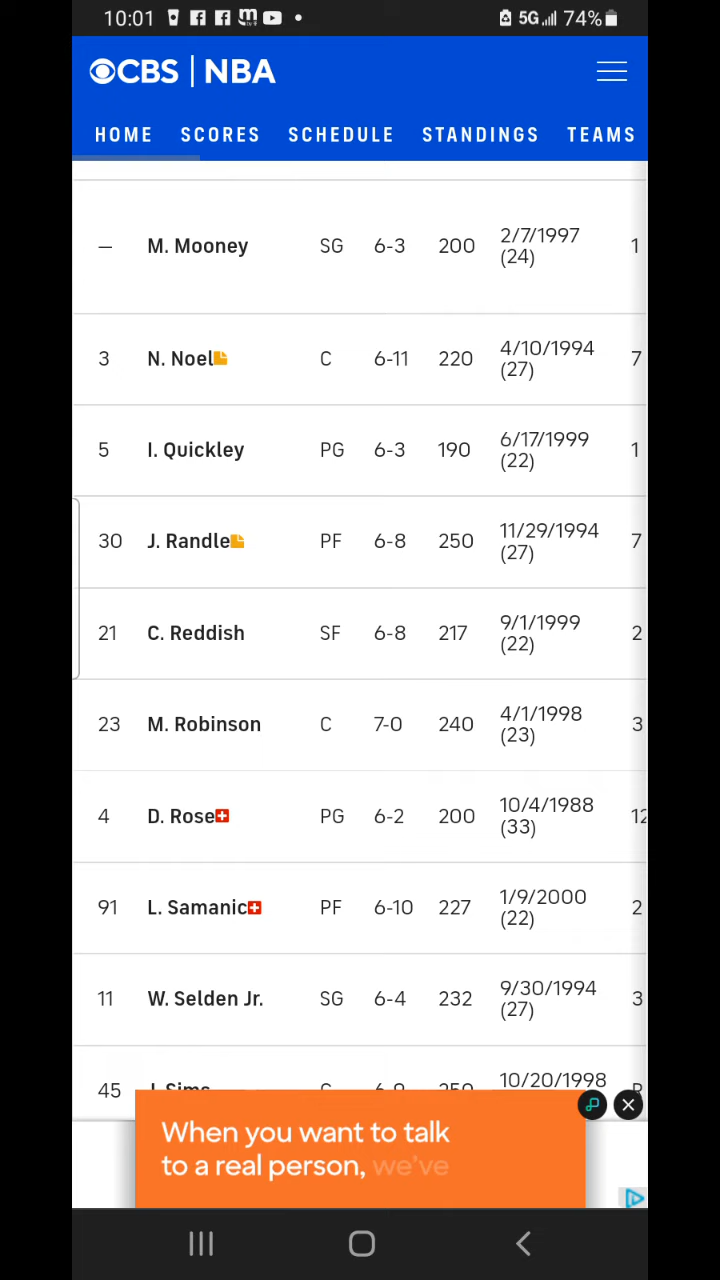 10:01 5G 74%
CBS | NBA
HOME SCORES SCHEDULE STANDINGS TEAMS
— M. Mooney SG 6-3 200 2/7/1997 (24) 1
3 N. Noel C 6-11 220 4/10/1994 (27) 7
5 I. Quickley PG 6-3 190 6/17/1999 (22) 1
30 J. Randle PF 6-8 250 11/29/1994 (27) 7
21 C. Reddish SF 6-8 217 9/1/1999 (22) 2
23 M. Robinson C 7-0 240 4/1/1998 (23) 3
4 D. Rose PG 6-2 200 10/4/1988 (33) 12
91 L. Samanic PF 6-10 227 1/9/2000 (22) 2
11 W. Selden Jr. SG 6-4 232 9/30/1994 (27) 3
45 J. Sims C 6-9 250 10/20/1998 R
When you want to talk
to a real person, we've